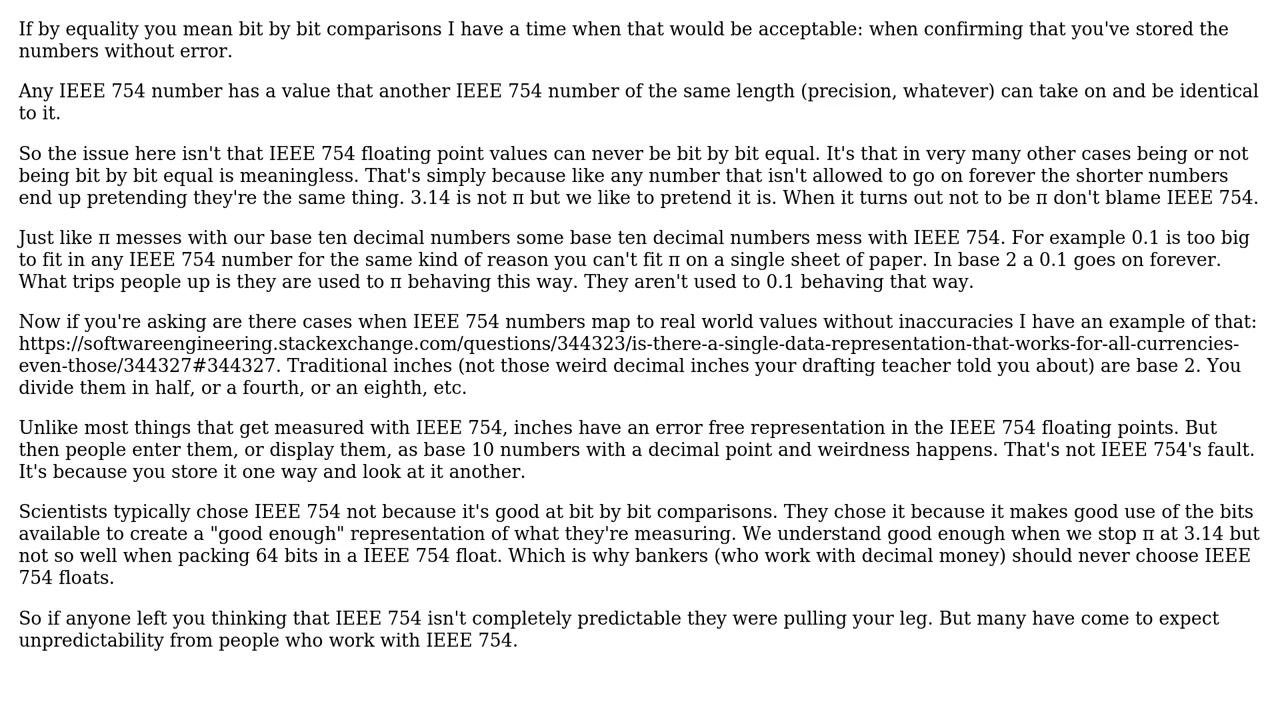 If by equality you mean bit by bit comparisons I have a time when that would be acceptable: when confirming that you've stored the
numbers without error.
Any IEEE 754 number has a value that another IEEE 754 number of the same length (precision, whatever) can take on and be identical
to it.
So the issue here isn't that IEEE 754 floating point values can never be bit by bit equal. It's that in very many other cases being or not
being bit by bit equal is meaningless. That's simply because like any number that isn't allowed to go on forever the shorter numbers
end up pretending they're the same thing. 3.14 is not π but we like to pretend it is. When it turns out not to be π don't blame IEEE 754.
Just like π messes with our base ten decimal numbers some base ten decimal numbers mess with IEEE 754. For example 0.1 is too big
to fit in any IEEE 754 number for the same kind of reason you can't fit π on a single sheet of paper. In base 2 a 0.1 goes on forever.
What trips people up is they are used to π behaving this way. They aren't used to 0.1 behaving that way.
Now if you're asking are there cases when IEEE 754 numbers map to real world values without inaccuracies I have an example of that:
https://softwareengineering.stackexchange.com/questions/344323/is-there-a-single-data-representation-that-works-for-all-currencies-
even-those/344327#344327. Traditional inches (not those weird decimal inches your drafting teacher told you about) are base 2. You
divide them in half, or a fourth, or an eighth, etc.
Unlike most things that get measured with IEEE 754, inches have an error free representation in the IEEE 754 floating points. But
then people enter them, or display them, as base 10 numbers with a decimal point and weirdness happens. That's not IEEE 754's fault.
It's because you store it one way and look at it another.
Scientists typically chose IEEE 754 not because it's good at bit by bit comparisons. They chose it because it makes good use of the bits
available to create a "good enough" representation of what they're measuring. We understand good enough when we stop π at 3.14 but
not so well when packing 64 bits in a IEEE 754 float. Which is why bankers (who work with decimal money) should never choose IEEE
754 floats.
So if anyone left you thinking that IEEE 754 isn't completely predictable they were pulling your leg. But many have come to expect
unpredictability from people who work with IEEE 754.